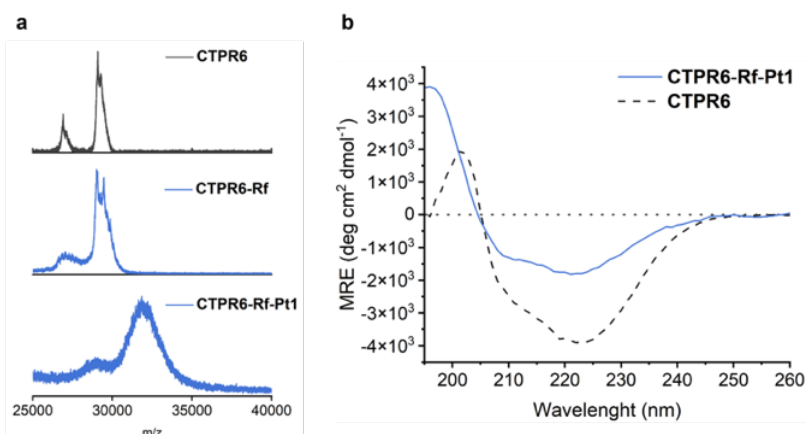 a
CTPR6
CTPR6-Rf
CTPR6-Rf-Pt1
25000 30000 35000 40000
m/z
b
CTPR6-Rf-Pt1
CTPR6
4×10³
3×10³
2×10³
1×10³
0
-1×10³
-2×10³
-3×10³
-4×10³
MRE (deg cm² dmol⁻¹)
200 210 220 230 240 250 260
Wavelenght (nm)